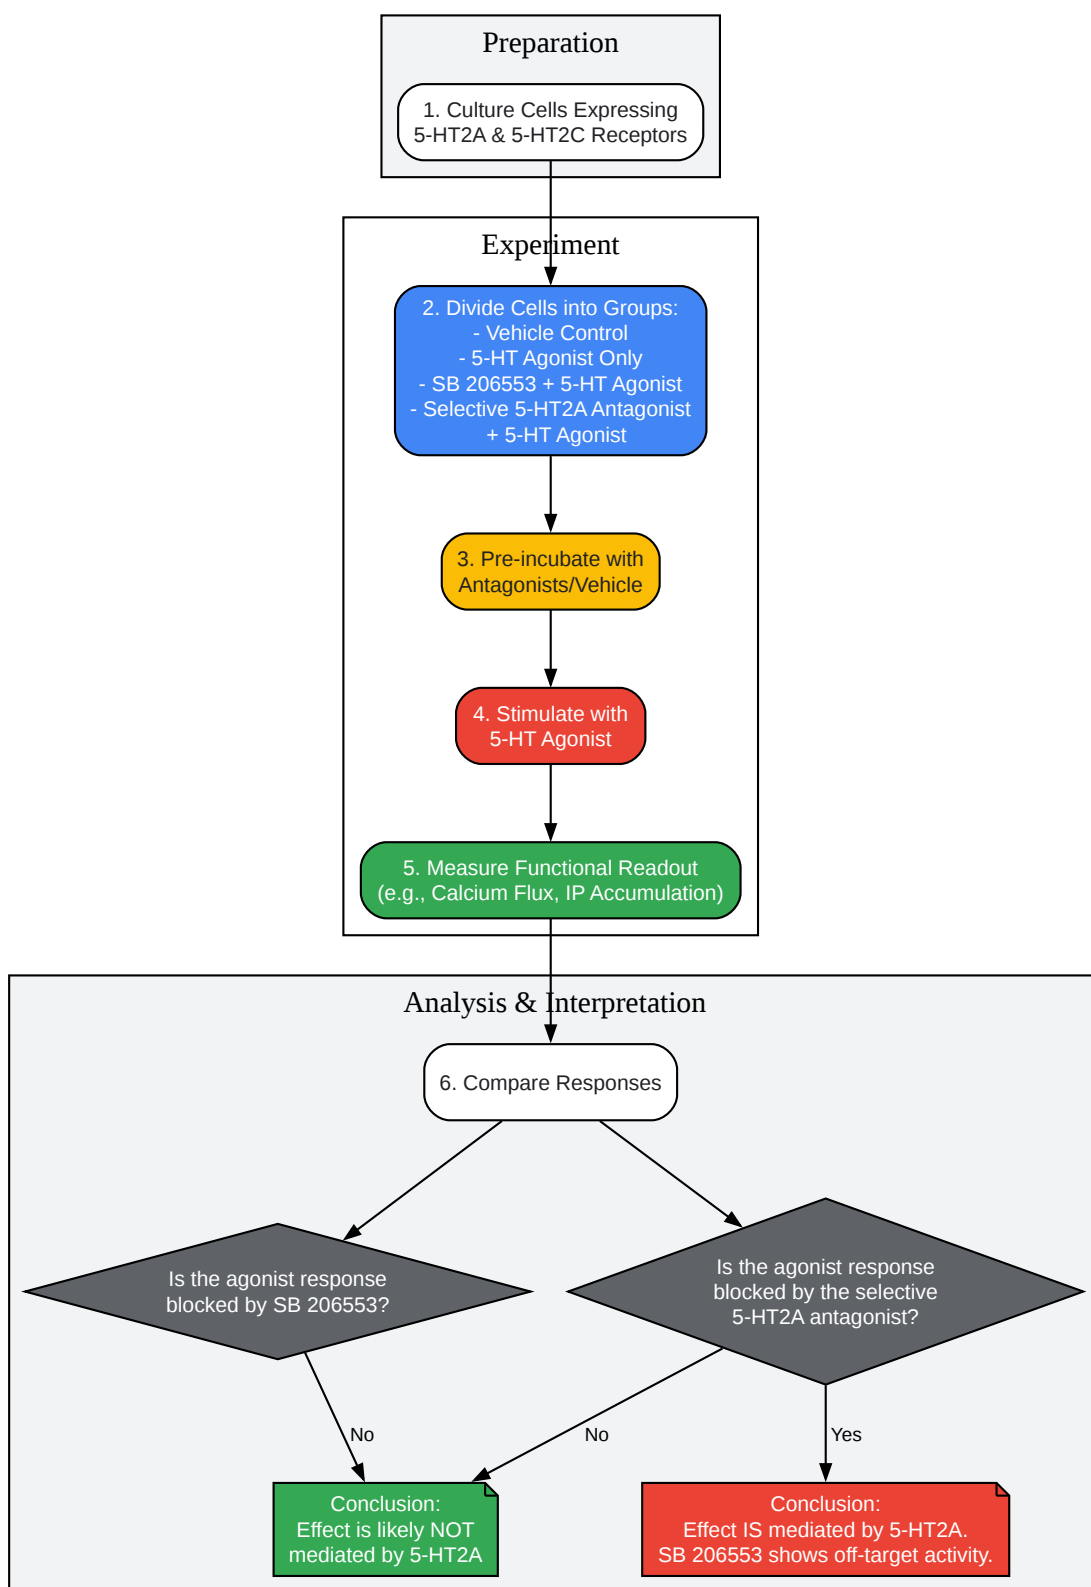 Preparation
1. Culture Cells Expressing
5-HT2A & 5-HT2C Receptors
Experiment
2. Divide Cells into Groups:
- Vehicle Control
- 5-HT Agonist Only
- SB 206553 + 5-HT Agonist
- Selective 5-HT2A Antagonist
+ 5-HT Agonist
3. Pre-incubate with
Antagonists/Vehicle
4. Stimulate with
5-HT Agonist
5. Measure Functional Readout
(e.g., Calcium Flux, IP Accumulation)
Analysis & Interpretation
6. Compare Responses
Is the agonist response
blocked by SB 206553?
Is the agonist response
blocked by the selective
5-HT2A antagonist?
No
No
Yes
Conclusion:
Effect is likely NOT
mediated by 5-HT2A
Conclusion:
Effect IS mediated by 5-HT2A.
SB 206553 shows off-target activity.